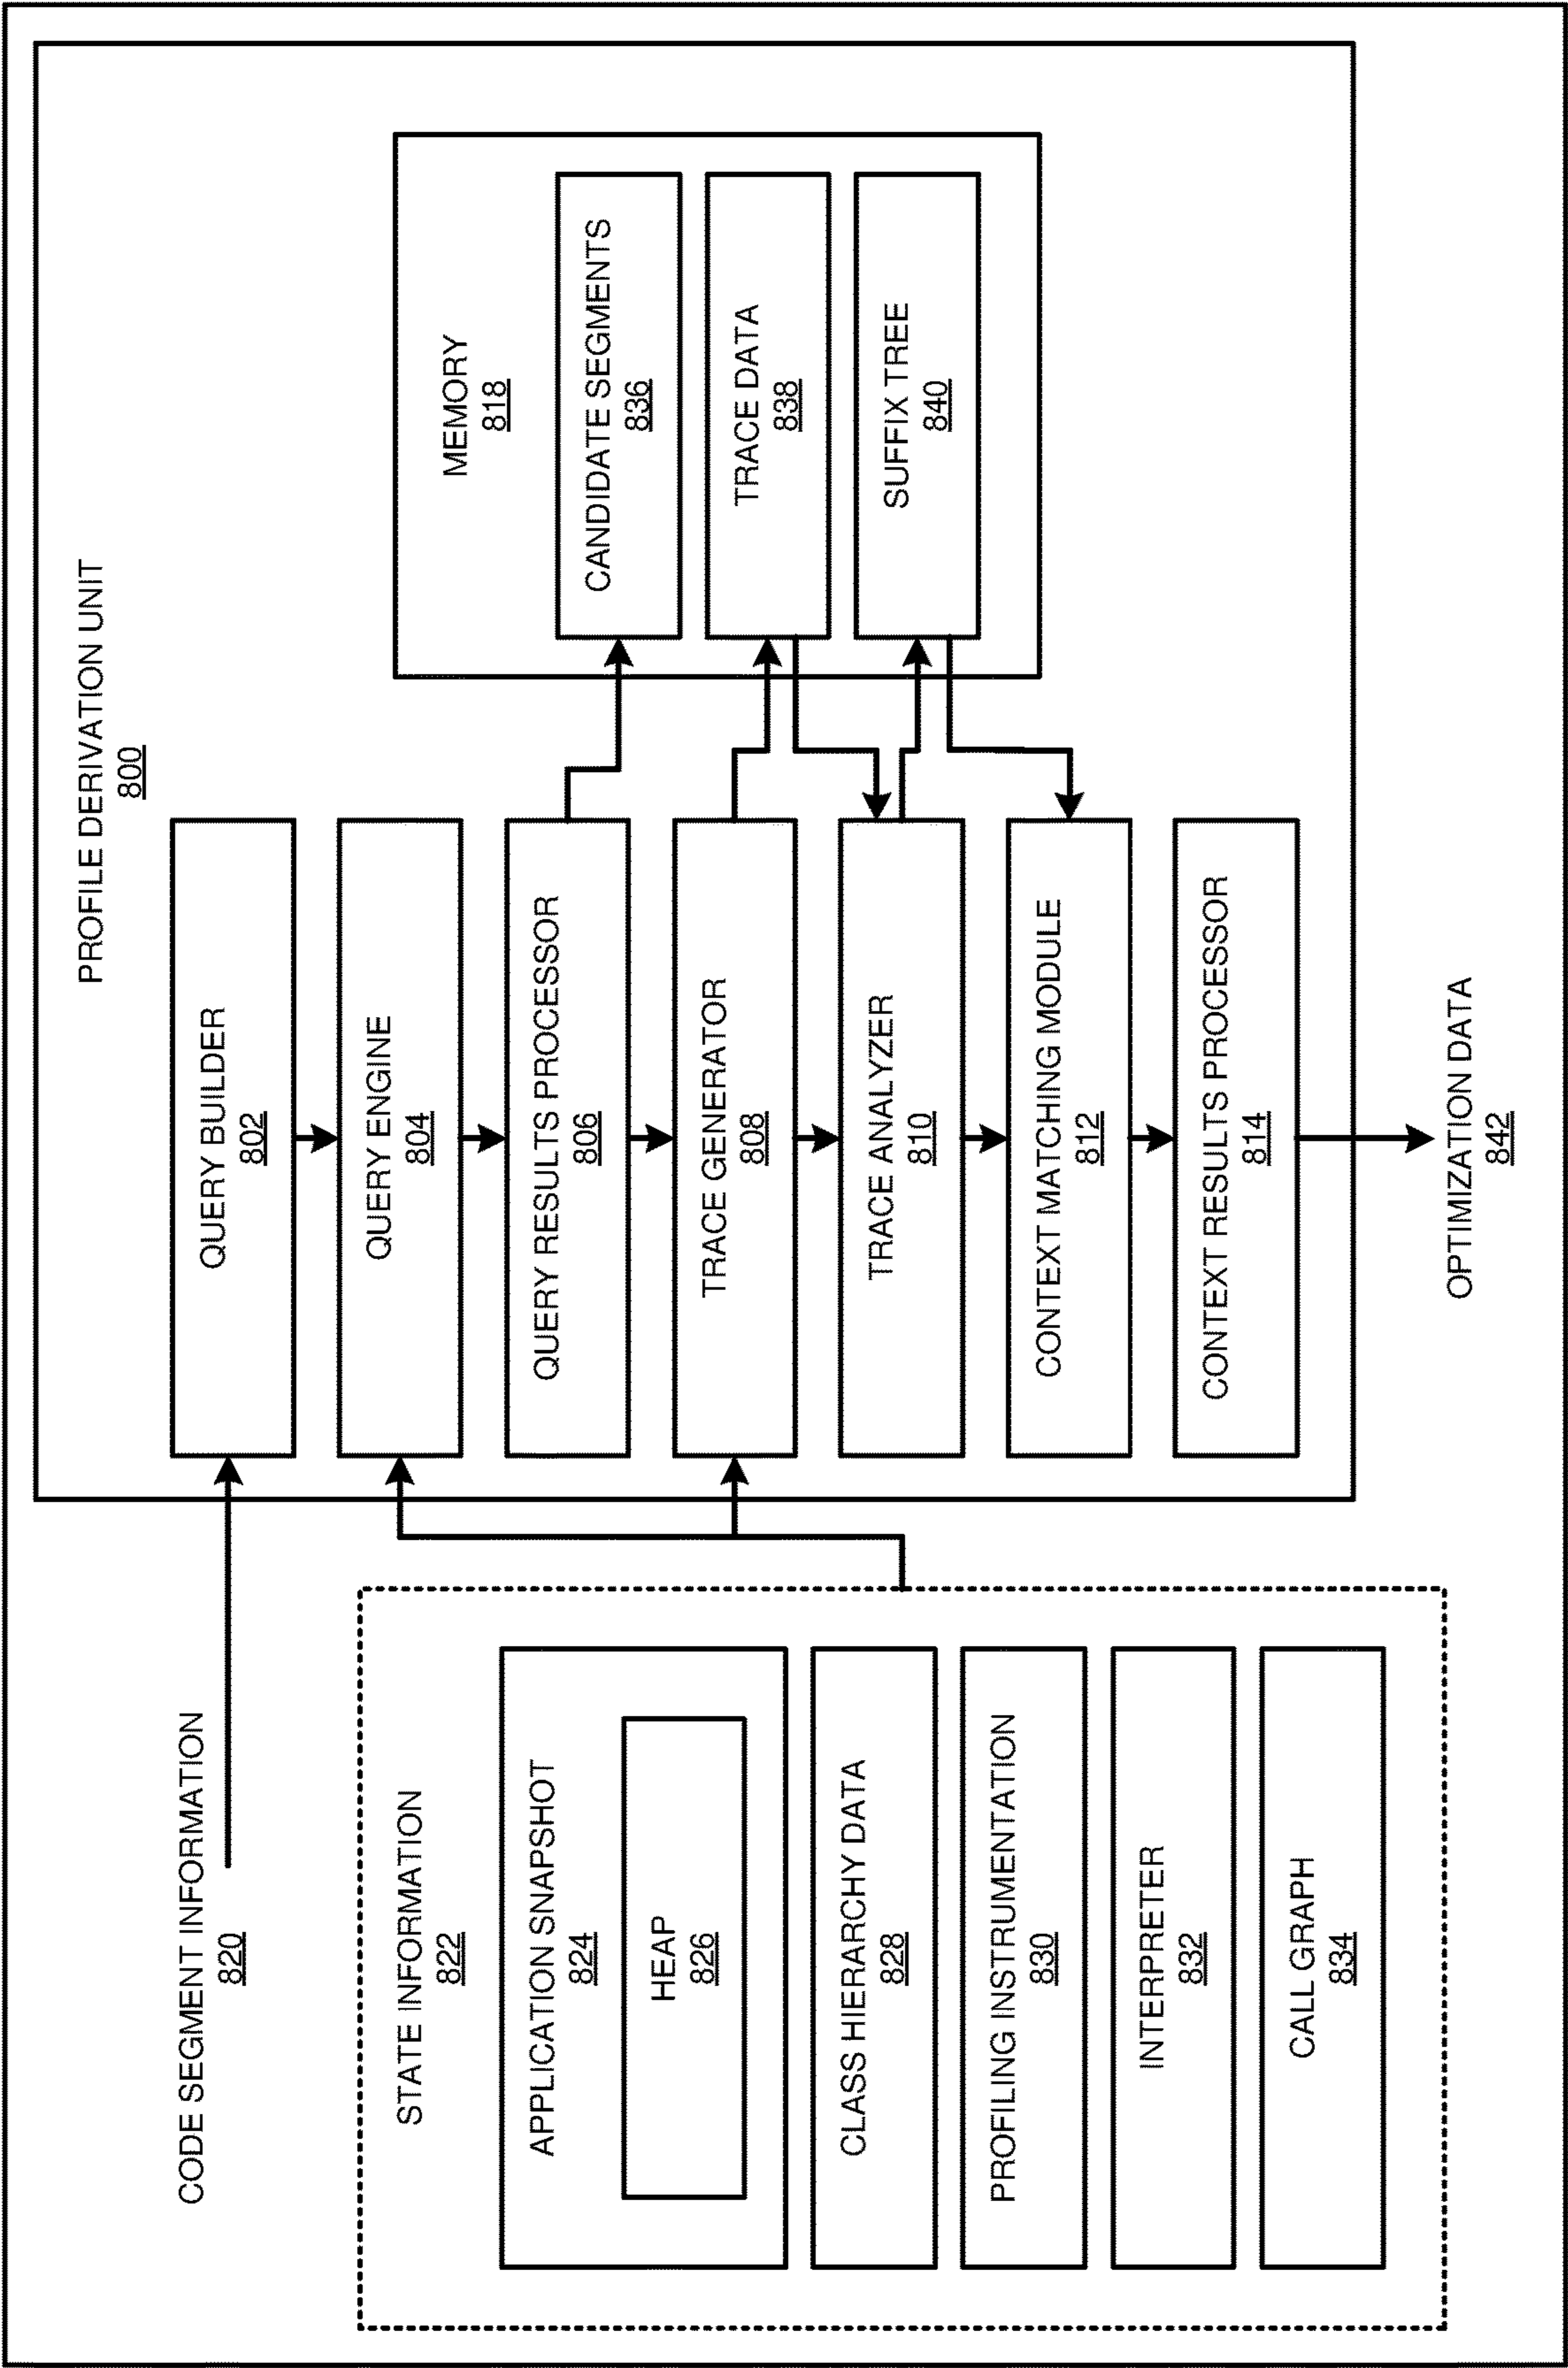 CODE SEGMENT INFORMATION
820
STATE INFORMATION
822
APPLICATION SNAPSHOT
824
HEAP
826
CLASS HIERARCHY DATA
828
PROFILING INSTRUMENTATION
830
INTERPRETER
832
CALL GRAPH
834
PROFILE DERIVATION UNIT
800
QUERY BUILDER
802
QUERY ENGINE
804
QUERY RESULTS PROCESSOR
806
TRACE GENERATOR
808
TRACE ANALYZER
810
CONTEXT MATCHING MODULE
812
CONTEXT RESULTS PROCESSOR
814
MEMORY
818
CANDIDATE SEGMENTS
836
TRACE DATA
838
SUFFIX TREE
840
OPTIMIZATION DATA
842